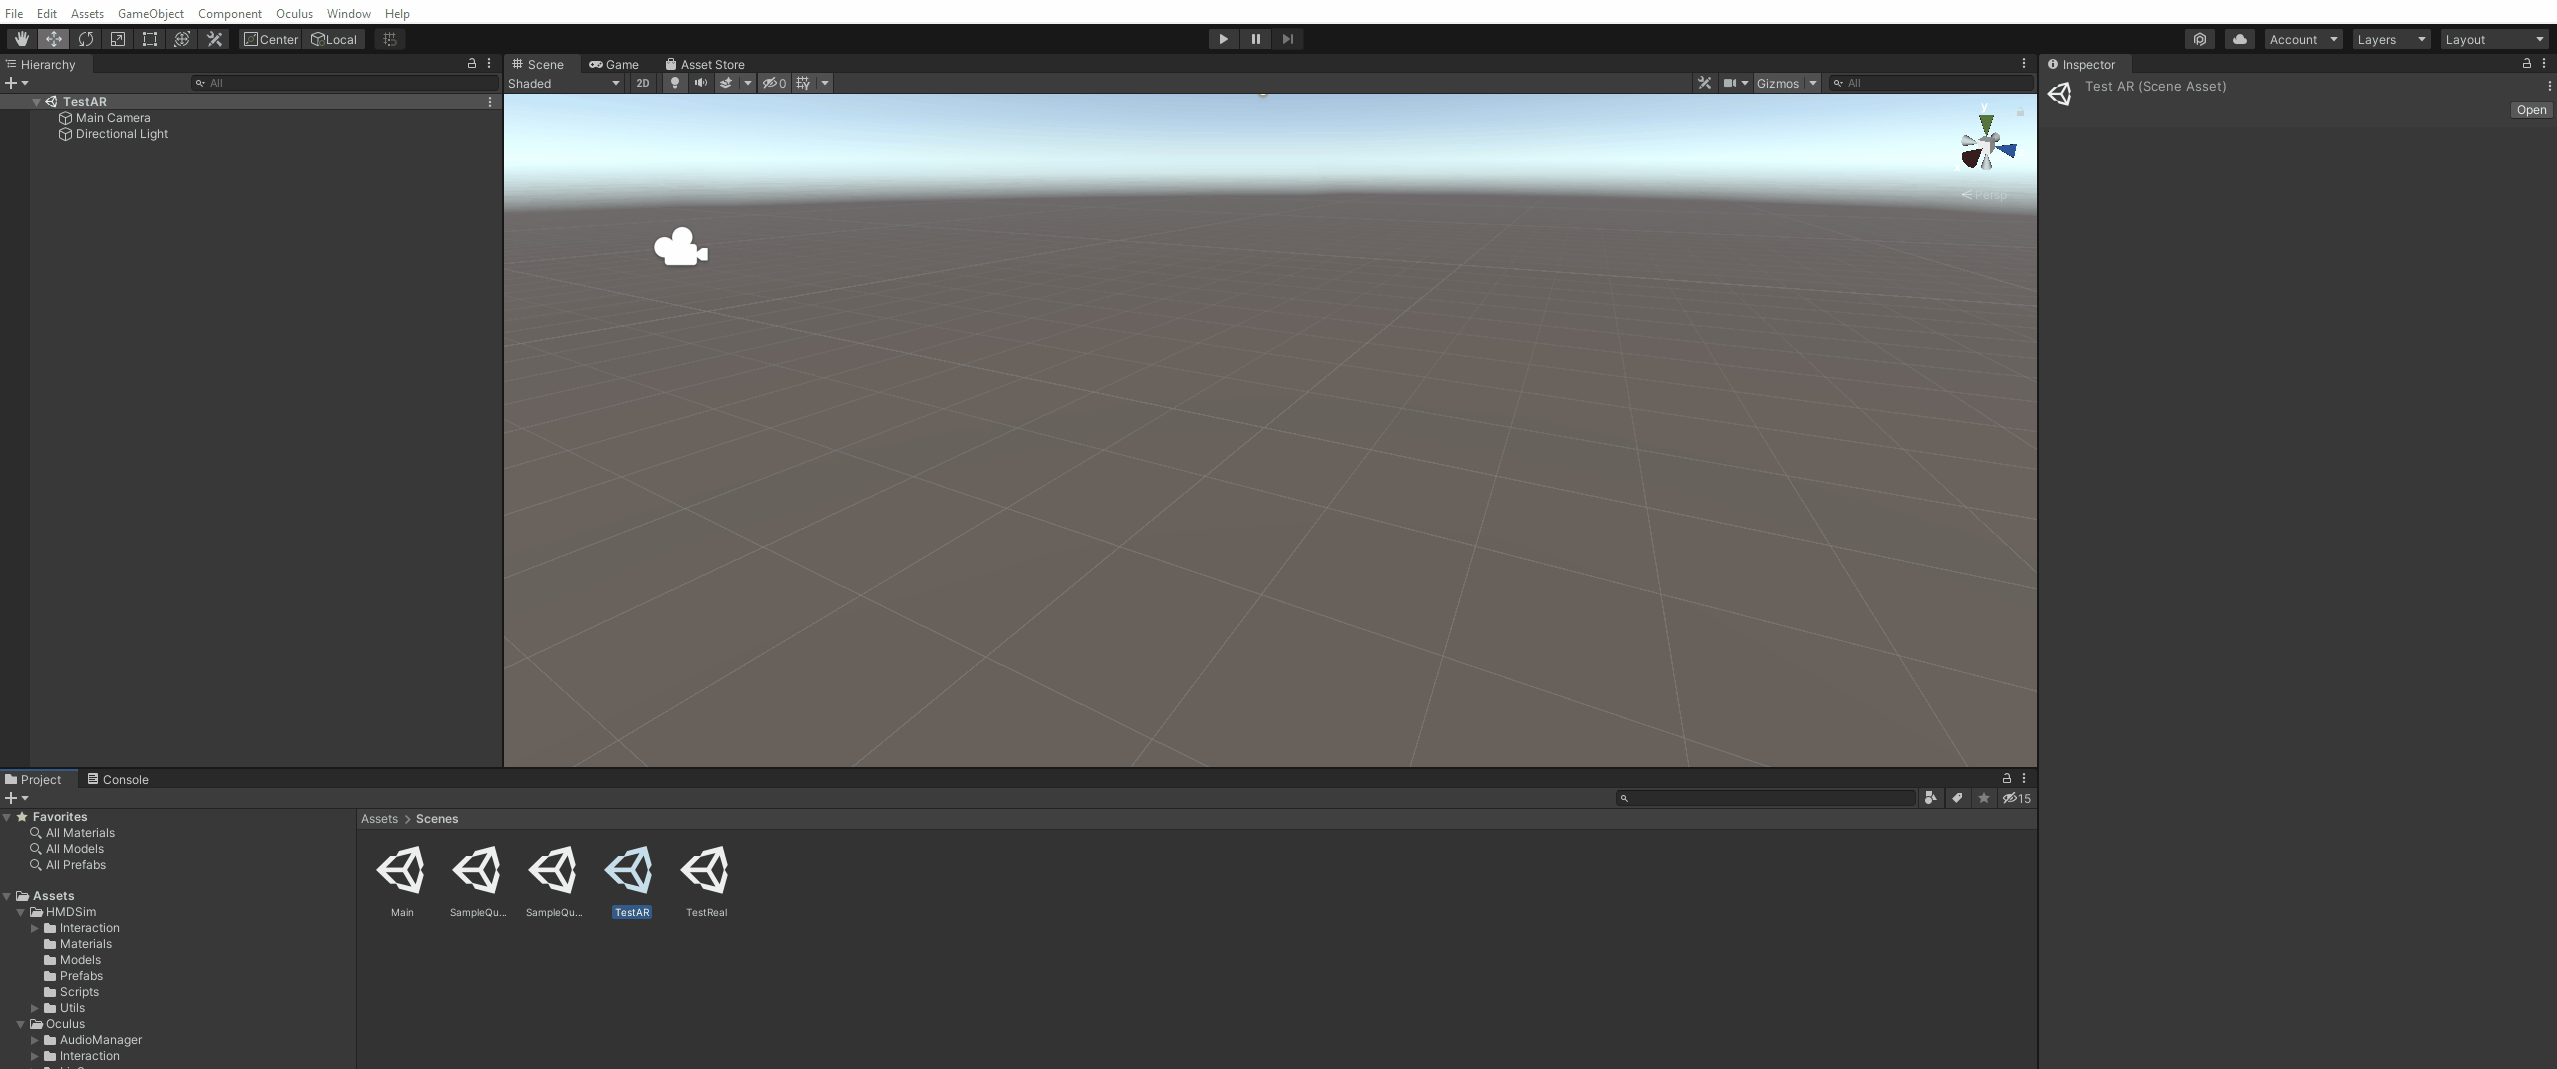 File Edit Assets GameObject Component Oculus Window Help
Center Local Account Layers Layout
Hierarchy
All
TestAR
Main Camera
Directional Light
Scene Game Asset Store
Shaded 2D 0 Gizmos All
y
Persp
Inspector
Test AR (Scene Asset)
Open
Project Console
15
Favorites
All Materials
All Models
All Prefabs
Assets
HMDSim
Interaction
Materials
Models
Prefabs
Scripts
Utils
Oculus
AudioManager
Interaction
Assets > Scenes
Main SampleQu... SampleQu... TestAR TestReal